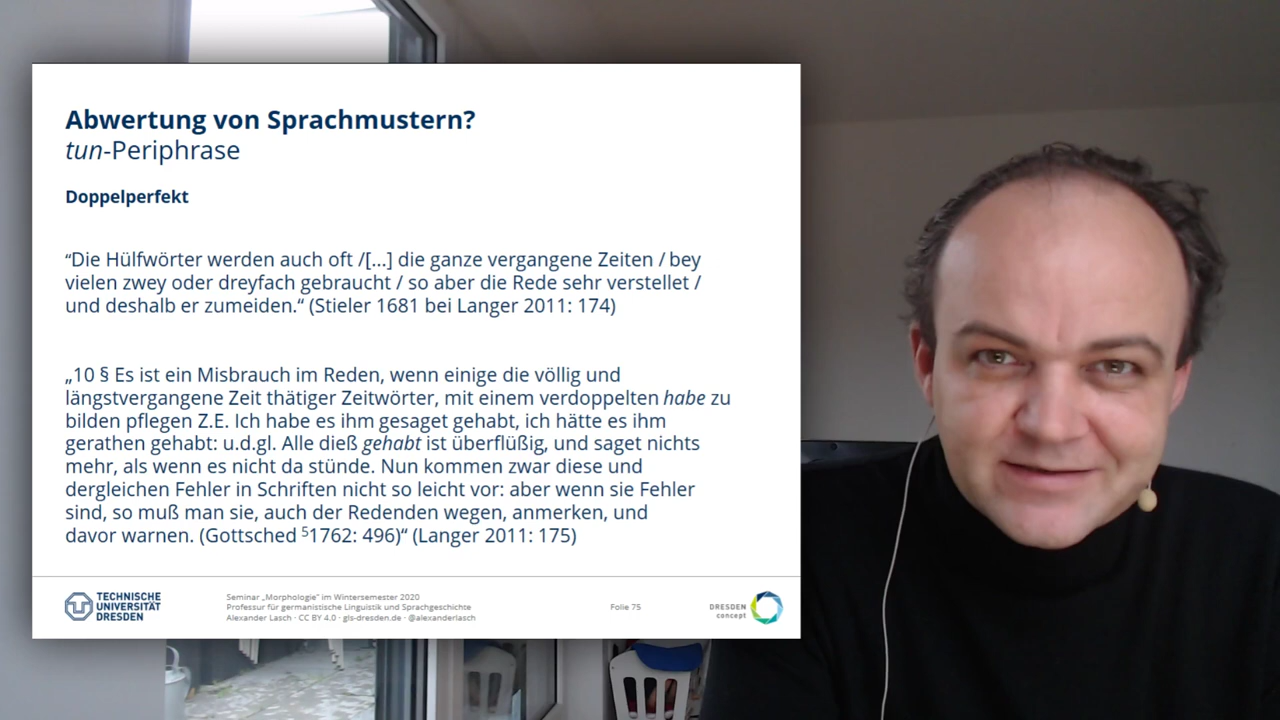 Abwertung von Sprachmustern?
tun-Periphrase
Doppelperfekt
“Die Hülfwörter werden auch oft /[...] die ganze vergangene Zeiten / bey
vielen zwey oder dreyfach gebraucht / so aber die Rede sehr verstellet /
und deshalb er zumeiden.“ (Stieler 1681 bei Langer 2011: 174)
„10 § Es ist ein Misbrauch im Reden, wenn einige die völlig und
längstvergangene Zeit thätiger Zeitwörter, mit einem verdoppelten habe zu
bilden pflegen Z.E. Ich habe es ihm gesaget gehabt, ich hätte es ihm
gerathen gehabt: u.d.gl. Alle dieß gehabt ist überflüßig, und saget nichts
mehr, als wenn es nicht da stünde. Nun kommen zwar diese und
dergleichen Fehler in Schriften nicht so leicht vor: aber wenn sie Fehler
sind, so muß man sie, auch der Redenden wegen, anmerken, und
davor warnen. (Gottsched ⁵1762: 496)“ (Langer 2011: 175)
TECHNISCHE
UNIVERSITÄT
DRESDEN
Seminar „Morphologie“ im Wintersemester 2020
Professur für germanistische Linguistik und Sprachgeschichte
Alexander Lasch · CC BY 4.0 · gls-dresden.de · @alexanderlasch
Folie 75
DRESDEN
concept